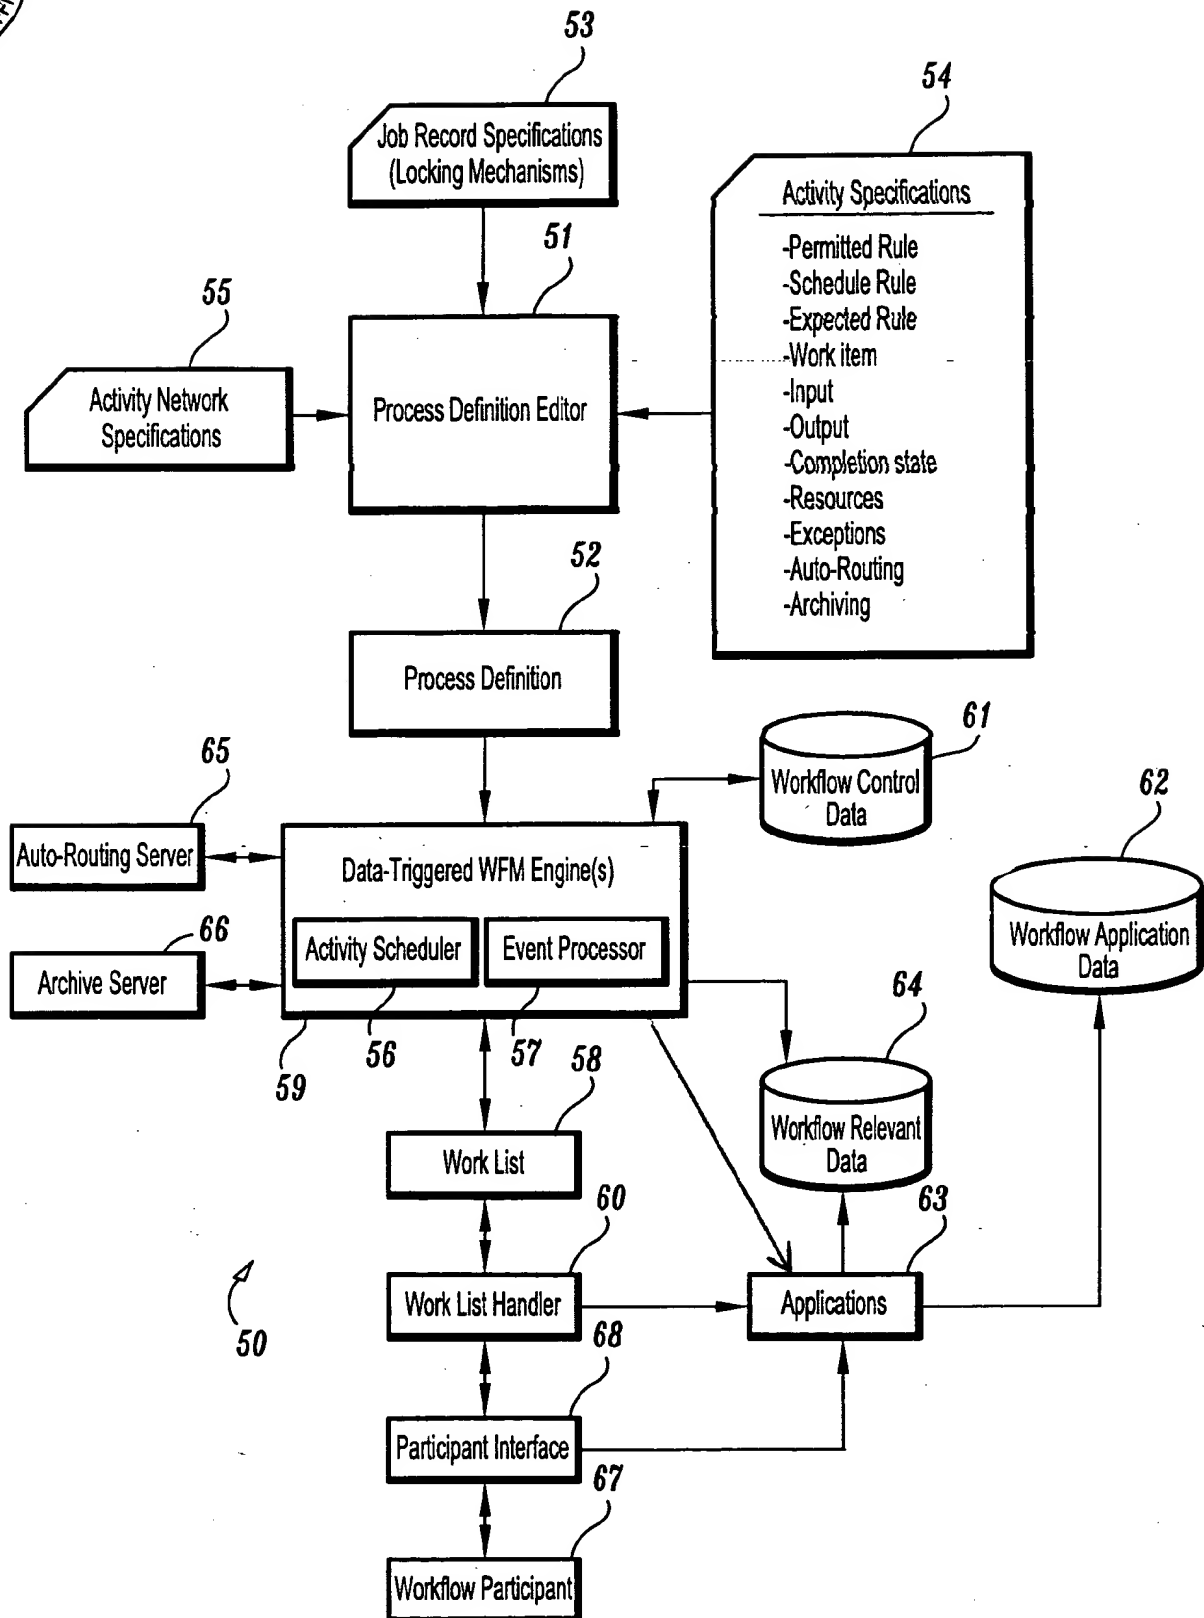 53
54
Job Record Specifications
(Locking Mechanisms)
Activity Specifications
-Permitted Rule
-Schedule Rule
-Expected Rule
-Work item
-Input
-Output
-Completion state
-Resources
-Exceptions
-Auto-Routing
-Archiving
51
55
Activity Network
Specifications
Process Definition Editor
52
Process Definition
61
Workflow Control
Data
62
Workflow Application
Data
65
Auto-Routing Server
Data-Triggered WFM Engine(s)
Activity Scheduler
Event Processor
66
Archive Server
59
56
57
58
64
Workflow Relevant
Data
Work List
60
63
Work List Handler
Applications
50
68
Participant Interface
67
Workflow Participant